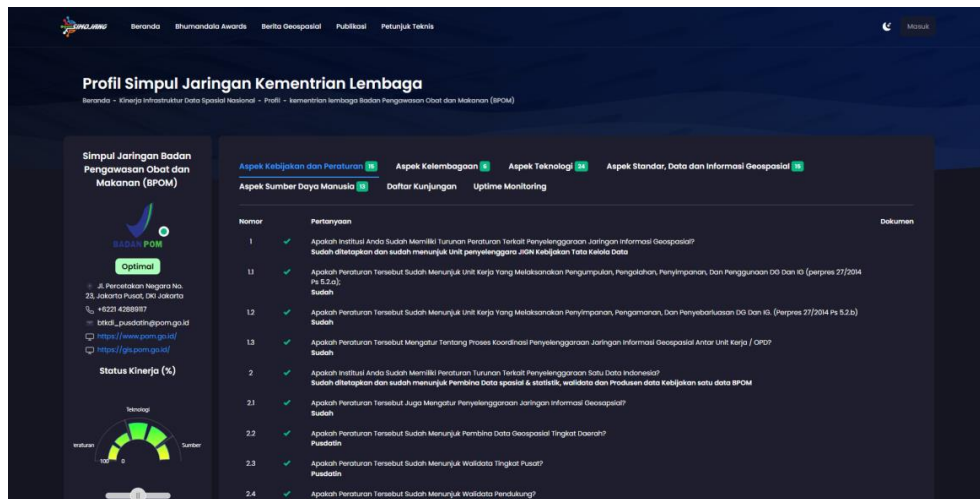 SIMOJANG
Beranda
Bhumandala Awards
Berita Geospasial
Publikasi
Petunjuk Teknis
Masuk
Profil Simpul Jaringan Kementrian Lembaga
Beranda - Kinerja Infrastruktur Data Spasial Nasional - Profil - kementrian lembaga Badan Pengawasan Obat dan Makanan (BPOM)
Simpul Jaringan Badan
Pengawasan Obat dan
Makanan (BPOM)
BADAN POM
Optimal
Jl. Percetakan Negara No.
23, Jakarta Pusat, DKI Jakarta
+6221 42889117
btkdi_pusdatin@pom.go.id
https://www.pom.go.id/
https://gis.pom.go.id/
Status Kinerja (%)
Teknologi
eraturan
Sumber
100
0
Aspek Kebijakan dan Peraturan 15
Aspek Kelembagaan 6
Aspek Teknologi 24
Aspek Standar, Data dan Informasi Geospasial 15
Aspek Sumber Daya Manusia 13
Daftar Kunjungan
Uptime Monitoring
Nomor
Pertanyaan
Dokumen
1
Apakah Institusi Anda Sudah Memiliki Turunan Peraturan Terkait Penyelenggaraan Jaringan Informasi Geospasial?
Sudah ditetapkan dan sudah menunjuk Unit penyelenggara JIGN Kebijakan Tata Kelola Data
1.1
Apakah Peraturan Tersebut Sudah Menunjuk Unit Kerja Yang Melaksanakan Pengumpulan, Pengolahan, Penyimpanan, Dan Penggunaan DG Dan IG (perpres 27/2014
Ps 5.2.a);
Sudah
1.2
Apakah Peraturan Tersebut Sudah Menunjuk Unit Kerja Yang Melaksanakan Penyimpanan, Pengamanan, Dan Penyebarluasan DG Dan IG. (Perpres 27/2014 Ps 5.2.b)
Sudah
1.3
Apakah Peraturan Tersebut Mengatur Tentang Proses Koordinasi Penyelenggaraan Jaringan Informasi Geospasial Antar Unit Kerja / OPD?
Sudah
2
Apakah Institusi Anda Sudah Memiliki Peraturan Turunan Terkait Penyelenggaraan Satu Data Indonesia?
Sudah ditetapkan dan sudah menunjuk Pembina Data spasial & statistik, walidata dan Produsen data Kebijakan satu data BPOM
2.1
Apakah Peraturan Tersebut Juga Mengatur Penyelenggaraan Jaringan Informasi Geosapsial?
Sudah
2.2
Apakah Peraturan Tersebut Sudah Menunjuk Pembina Data Geospasial Tingkat Daerah?
Pusdatin
2.3
Apakah Peraturan Tersebut Sudah Menunjuk Walidata Tingkat Pusat?
Pusdatin
2.4
Apakah Peraturan Tersebut Sudah Menunjuk Walidata Pendukung?